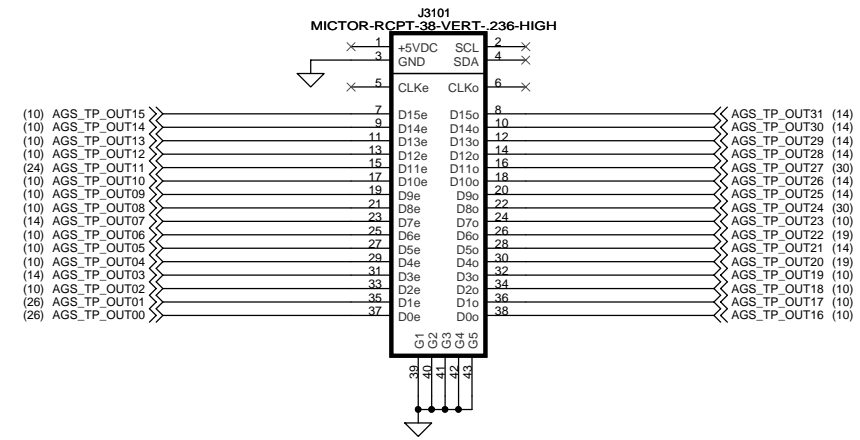 J3101
MICTOR-RCPT-38-VERT-.236-HIGH
1 +5VDC SCL 2
3 GND SDA 4
5 CLKe CLKo 6
(10) AGS_TP_OUT15 7 D15e D15o 8 AGS_TP_OUT31 (14)
(10) AGS_TP_OUT14 9 D14e D14o 10 AGS_TP_OUT30 (14)
(10) AGS_TP_OUT13 11 D13e D13o 12 AGS_TP_OUT29 (14)
(10) AGS_TP_OUT12 13 D12e D12o 14 AGS_TP_OUT28 (14)
(24) AGS_TP_OUT11 15 D11e D11o 16 AGS_TP_OUT27 (30)
(10) AGS_TP_OUT10 17 D10e D10o 18 AGS_TP_OUT26 (14)
(10) AGS_TP_OUT09 19 D9e D9o 20 AGS_TP_OUT25 (14)
(10) AGS_TP_OUT08 21 D8e D8o 22 AGS_TP_OUT24 (30)
(14) AGS_TP_OUT07 23 D7e D7o 24 AGS_TP_OUT23 (10)
(10) AGS_TP_OUT06 25 D6e D6o 26 AGS_TP_OUT22 (19)
(10) AGS_TP_OUT05 27 D5e D5o 28 AGS_TP_OUT21 (14)
(10) AGS_TP_OUT04 29 D4e D4o 30 AGS_TP_OUT20 (19)
(14) AGS_TP_OUT03 31 D3e D3o 32 AGS_TP_OUT19 (10)
(10) AGS_TP_OUT02 33 D2e D2o 34 AGS_TP_OUT18 (10)
(26) AGS_TP_OUT01 35 D1e D1o 36 AGS_TP_OUT17 (10)
(26) AGS_TP_OUT00 37 D0e D0o 38 AGS_TP_OUT16 (10)
G1 G2 G3 G4 G5
39 40 41 42 43